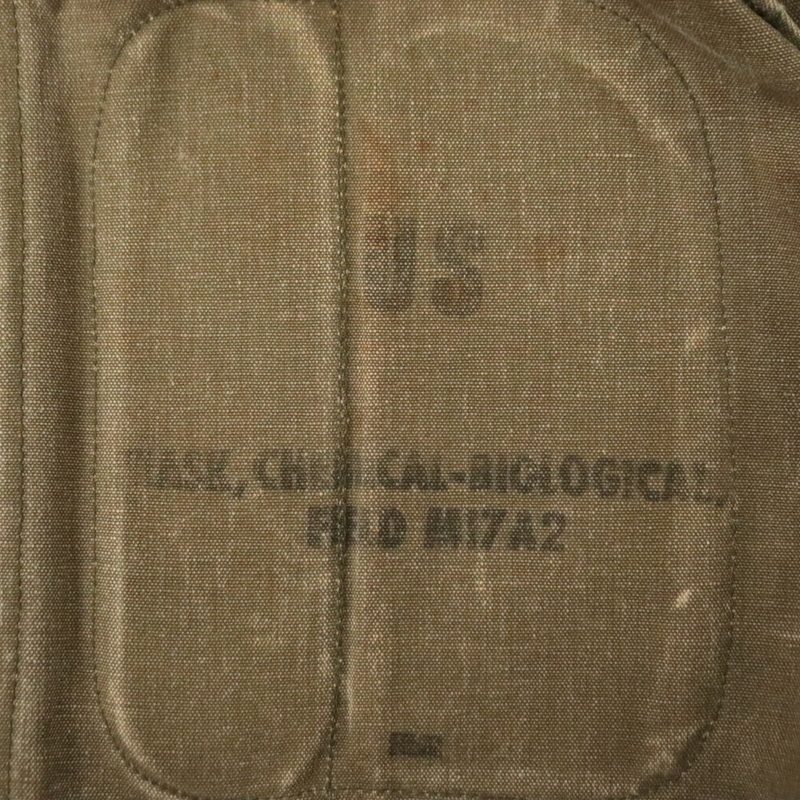 US
MASK, CHEMICAL-BIOLOGICAL,
FIELD M17A2